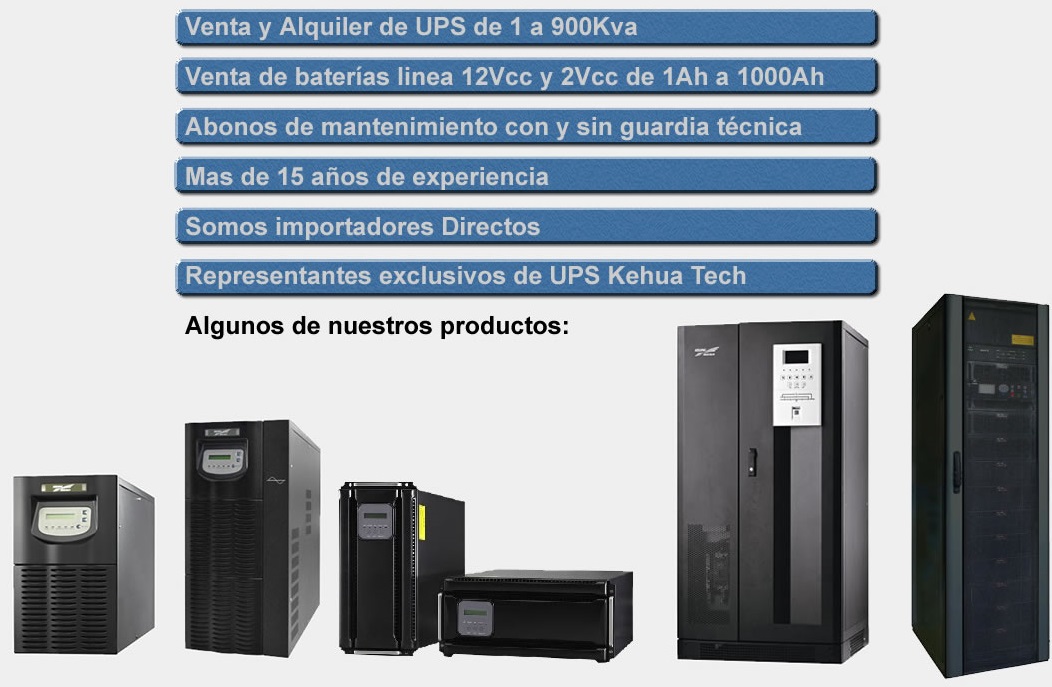 Venta y Alquiler de UPS de 1 a 900Kva
Venta de baterías linea 12Vcc y 2Vcc de 1Ah a 1000Ah
Abonos de mantenimiento con y sin guardia técnica
Mas de 15 años de experiencia
Somos importadores Directos
Representantes exclusivos de UPS Kehua Tech
Algunos de nuestros productos: